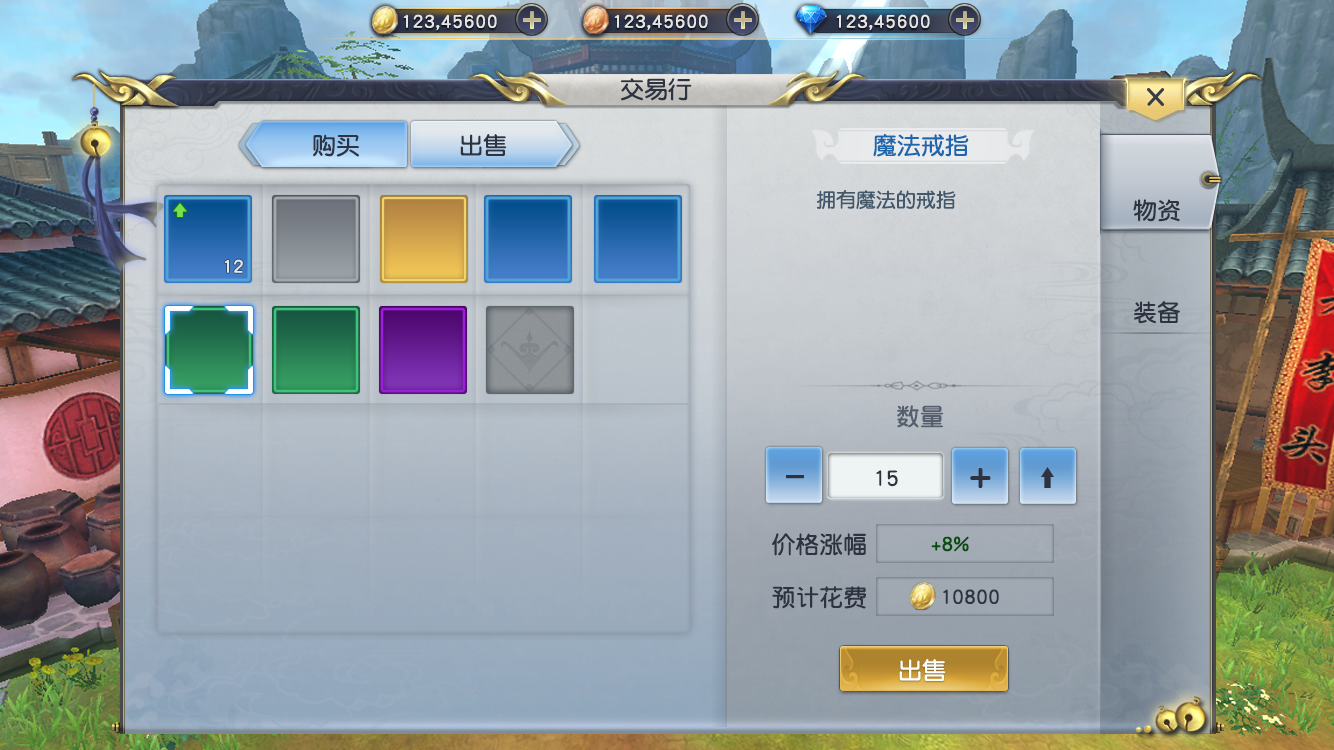 123,45600
123,45600
123,45600
交易行
购买
出售
魔法戒指
拥有魔法的戒指
物资
装备
12
数量
15
价格涨幅
+8%
预计花费
10800
出售
李
头